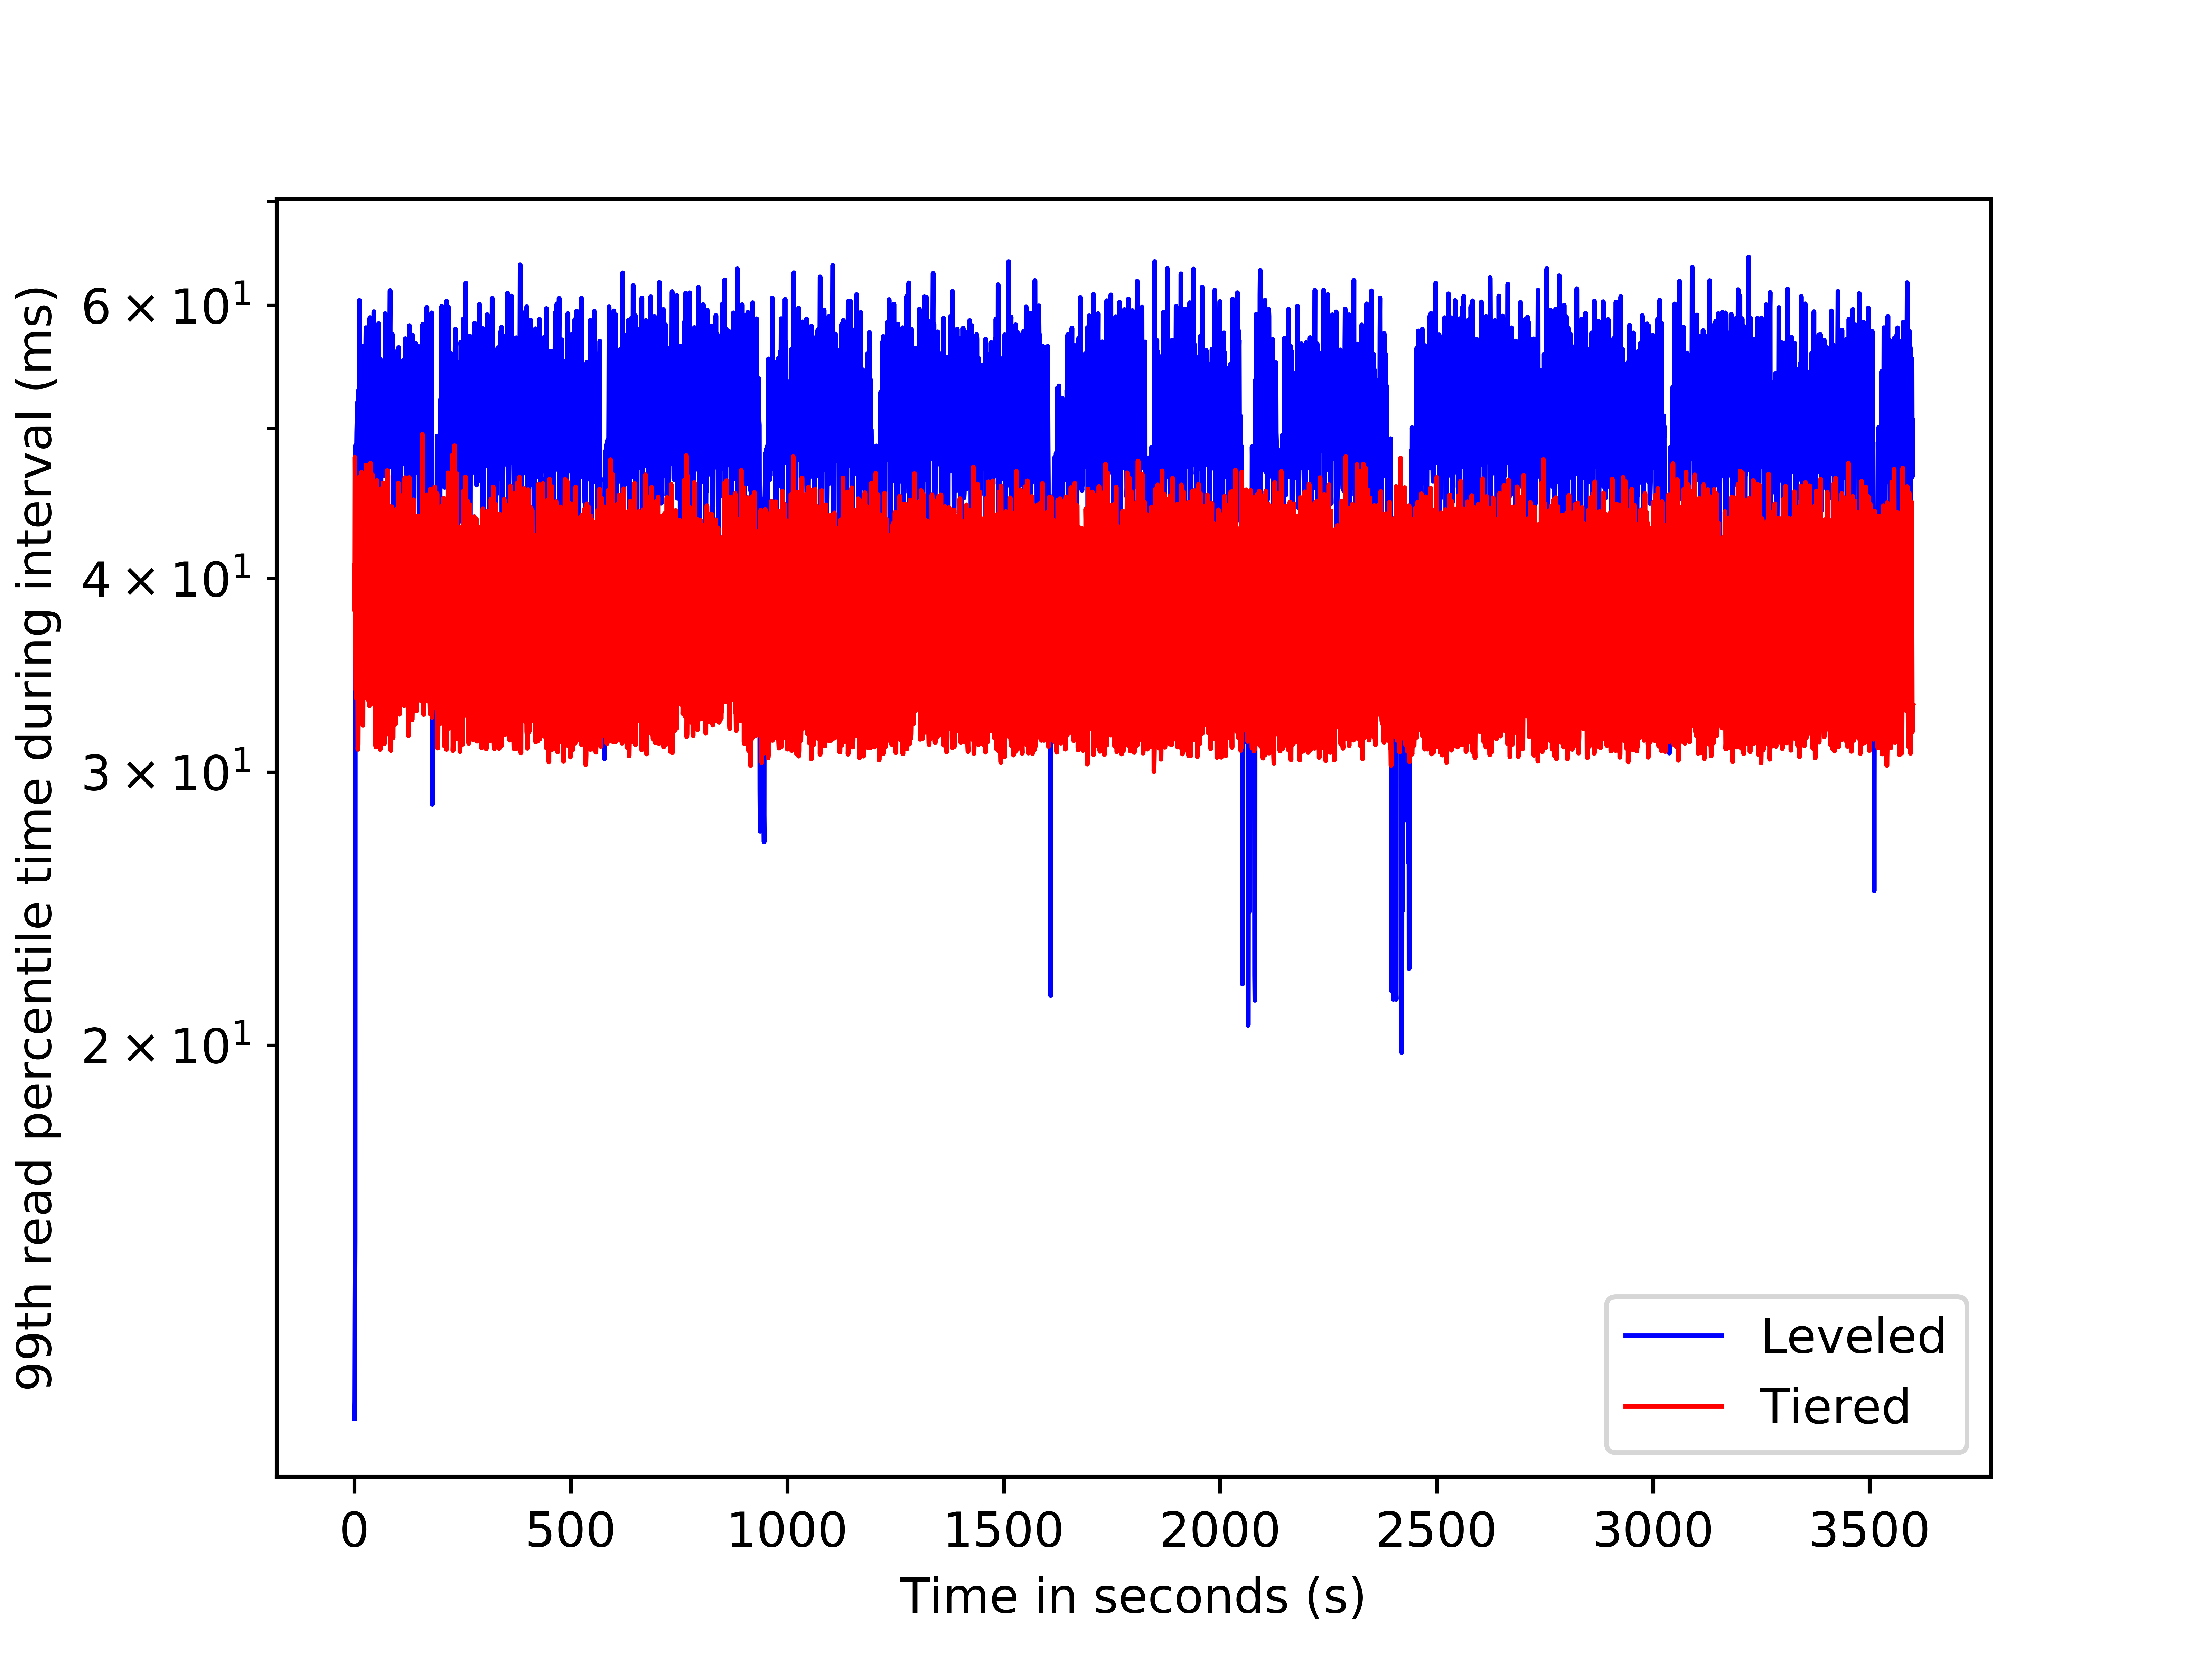 99th read percentile time during interval (ms)
6 × 10¹
4 × 10¹
3 × 10¹
2 × 10¹
0 500 1000 1500 2000 2500 3000 3500
Time in seconds (s)
Leveled
Tiered